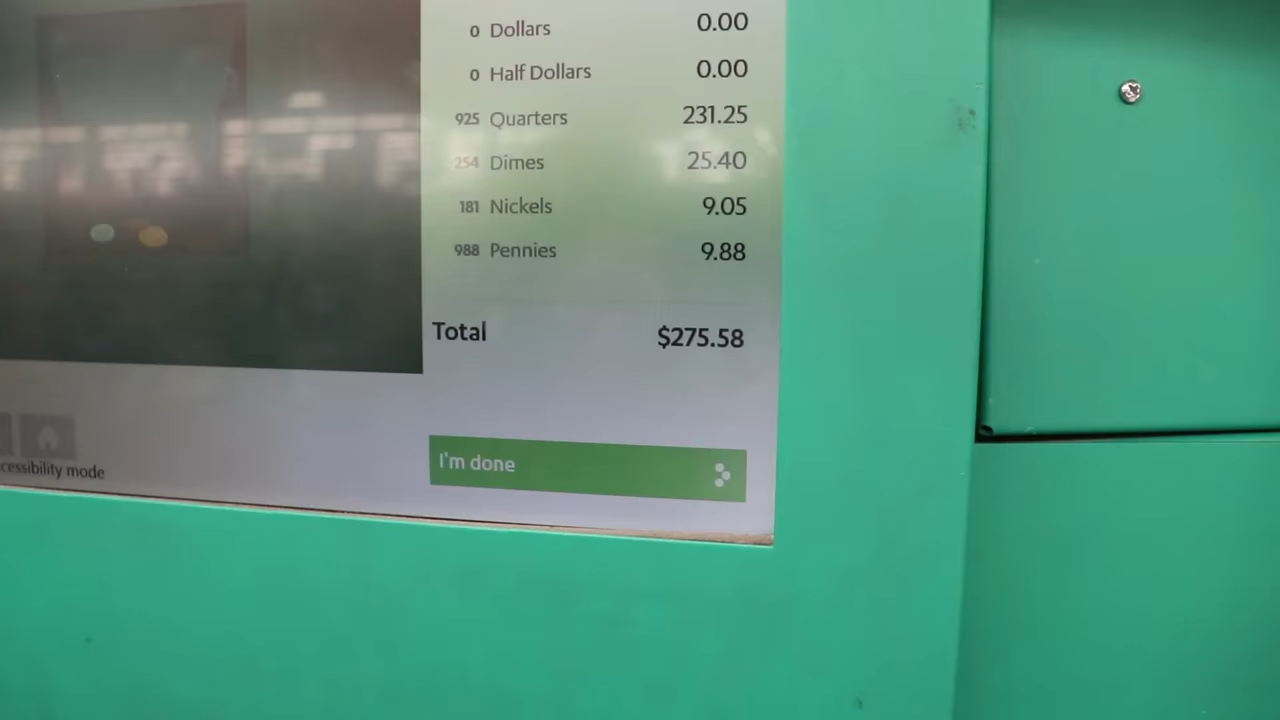 0 Dollars 0.00
0 Half Dollars 0.00
925 Quarters 231.25
254 Dimes 25.40
181 Nickels 9.05
988 Pennies 9.88
Total $275.58
I'm done
cessibility mode